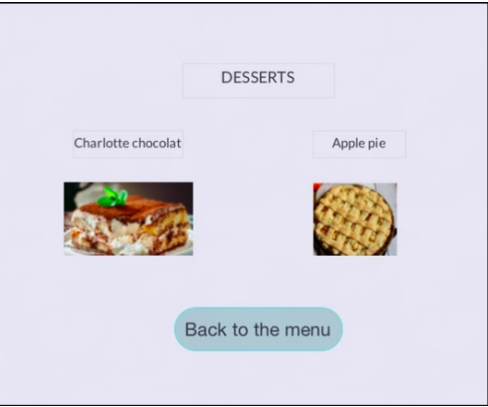 DESSERTS
Charlotte chocolat
Apple pie
Back to the menu